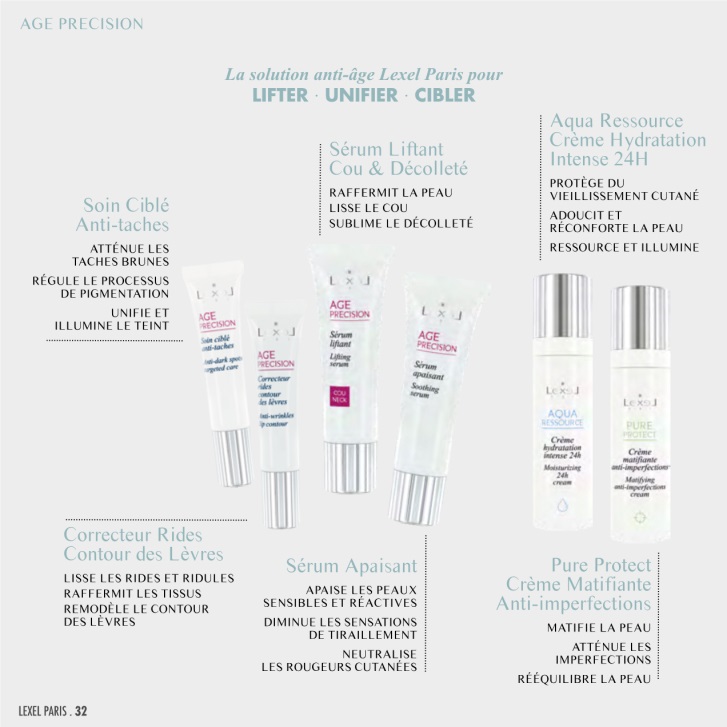 AGE PRECISION
La solution anti-âge Lexel Paris pour
LIFTER · UNIFIER · CIBLER
Soin Ciblé
Anti-taches
ATTÉNUE LES
TACHES BRUNES
RÉGULE LE PROCESSUS
DE PIGMENTATION
UNIFIE ET
ILLUMINE LE TEINT
Sérum Liftant
Cou & Décolleté
RAFFERMIT LA PEAU
LISSE LE COU
SUBLIME LE DÉCOLLETÉ
Aqua Ressource
Crème Hydratation
Intense 24H
PROTÈGE DU
VIEILLISSEMENT CUTANÉ
ADOUCIT ET
RÉCONFORTE LA PEAU
RESSOURCE ET ILLUMINE
Lexel
AGE
PRECISION
Soin ciblé
anti-taches
Anti-dark spots
targeted care
Lexel
AGE
PRECISION
Correcteur
rides
contour
des lèvres
Anti-wrinkles
lip contour
Lexel
AGE
PRECISION
Sérum
liftant
Lifting
serum
COU
NECK
Lexel
AGE
PRECISION
Sérum
apaisant
Soothing
serum
Lexel
AQUA
RESSOURCE
Crème
hydratation
intense 24h
Moisturizing
24h
cream
Lexel
PURE
PROTECT
Crème
matifiante
anti-imperfections
Matifying
anti-imperfections
cream
Correcteur Rides
Contour des Lèvres
LISSE LES RIDES ET RIDULES
RAFFERMIT LES TISSUS
REMODÈLE LE CONTOUR
DES LÈVRES
Sérum Apaisant
APAISE LES PEAUX
SENSIBLES ET RÉACTIVES
DIMINUE LES SENSATIONS
DE TIRAILLEMENT
NEUTRALISE
LES ROUGEURS CUTANÉES
Pure Protect
Crème Matifiante
Anti-imperfections
MATIFIE LA PEAU
ATTÉNUE LES
IMPERFECTIONS
RÉÉQUILIBRE LA PEAU
LEXEL PARIS . 32